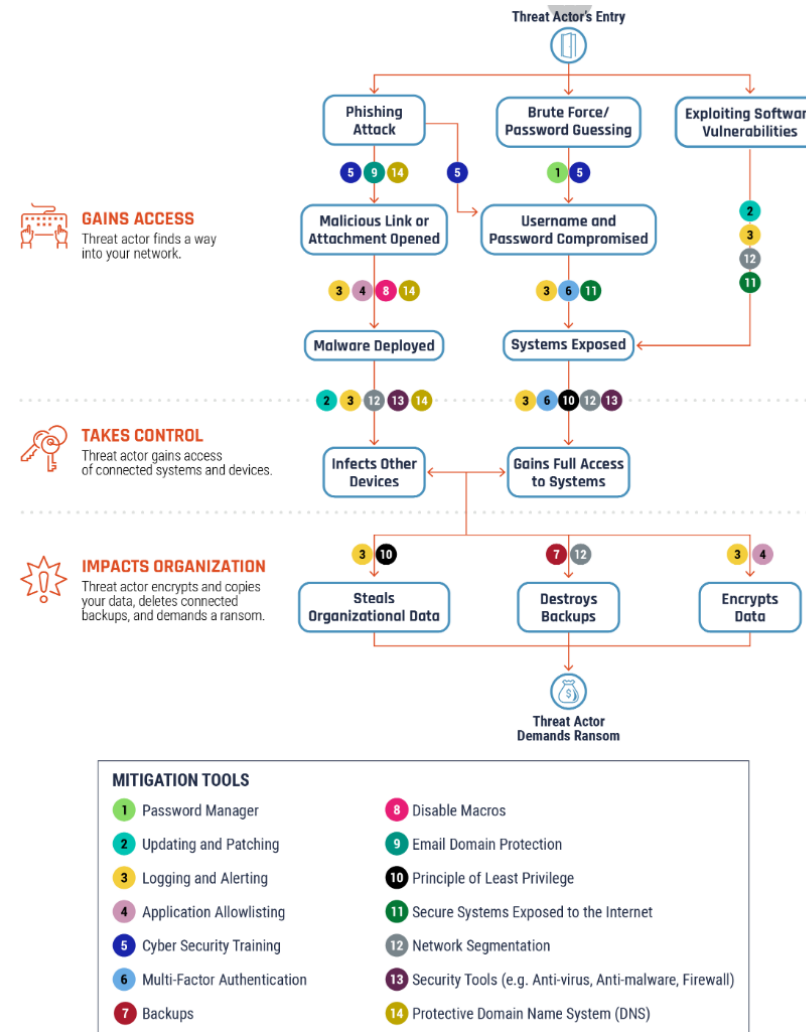 Threat Actor's Entry
Phishing
Attack
Brute Force/
Password Guessing
Exploiting Softwar
Vulnerabilities
5 9 14
5
1 5
2
3
12
11
GAINS ACCESS
Threat actor finds a way
into your network.
Malicious Link or
Attachment Opened
Username and
Password Compromised
3 4 8 14
3 6 11
Malware Deployed
Systems Exposed
2 3 12 13 14
3 6 10 12 13
TAKES CONTROL
Threat actor gains access
of connected systems and devices.
Infects Other
Devices
Gains Full Access
to Systems
3 10
7 12
3 4
IMPACTS ORGANIZATION
Threat actor encrypts and copies
your data, deletes connected
backups, and demands a ransom.
Steals
Organizational Data
Destroys
Backups
Encrypts
Data
$
Threat Actor
Demands Ransom
MITIGATION TOOLS
1 Password Manager
2 Updating and Patching
3 Logging and Alerting
4 Application Allowlisting
5 Cyber Security Training
6 Multi-Factor Authentication
7 Backups
8 Disable Macros
9 Email Domain Protection
10 Principle of Least Privilege
11 Secure Systems Exposed to the Internet
12 Network Segmentation
13 Security Tools (e.g. Anti-virus, Anti-malware, Firewall)
14 Protective Domain Name System (DNS)